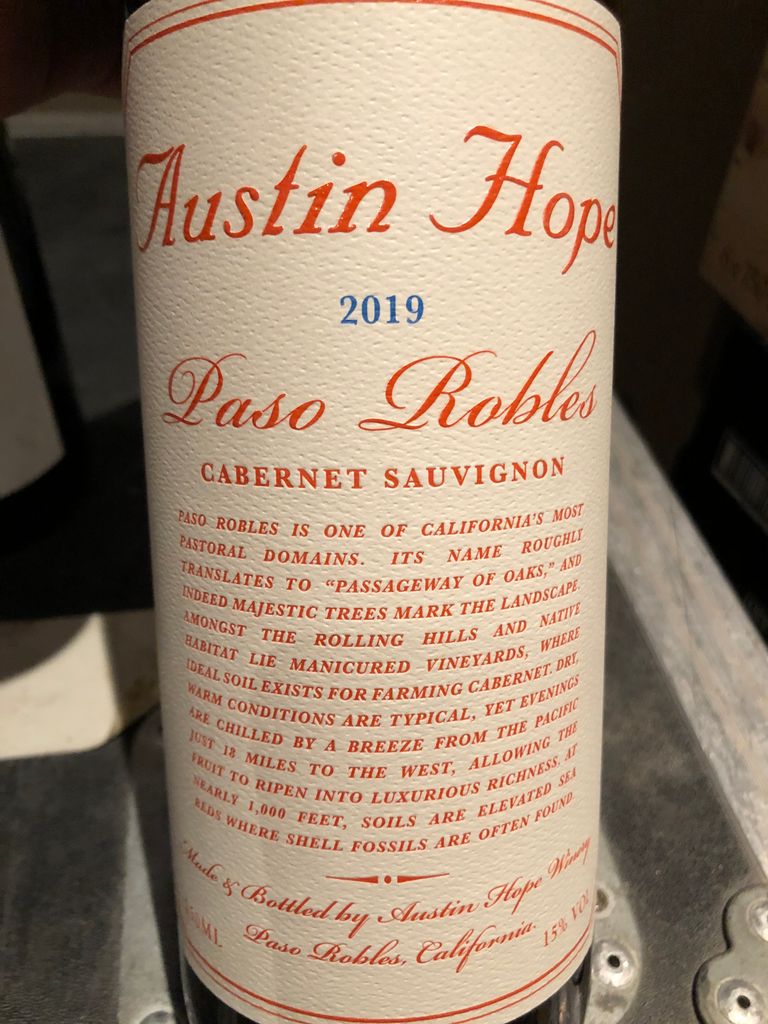 Austin Hope
2019
Paso Robles
CABERNET SAUVIGNON
PASO ROBLES IS ONE OF CALIFORNIA'S MOST
PASTORAL DOMAINS. ITS NAME ROUGHLY
TRANSLATES TO “PASSAGEWAY OF OAKS,” AND
INDEED MAJESTIC TREES MARK THE LANDSCAPE.
AMONGST THE ROLLING HILLS AND NATIVE
HABITAT LIE MANICURED VINEYARDS, WHERE
IDEAL SOIL EXISTS FOR FARMING CABERNET. DRY,
WARM CONDITIONS ARE TYPICAL, YET EVENINGS
ARE CHILLED BY A BREEZE FROM THE PACIFIC
JUST 18 MILES TO THE WEST, ALLOWING THE
FRUIT TO RIPEN INTO LUXURIOUS RICHNESS. AT
NEARLY 1,000 FEET, SOILS ARE ELEVATED SEA
BEDS WHERE SHELL FOSSILS ARE OFTEN FOUND.
Made & Bottled by Austin Hope Winery
Paso Robles, California.
15% VOL